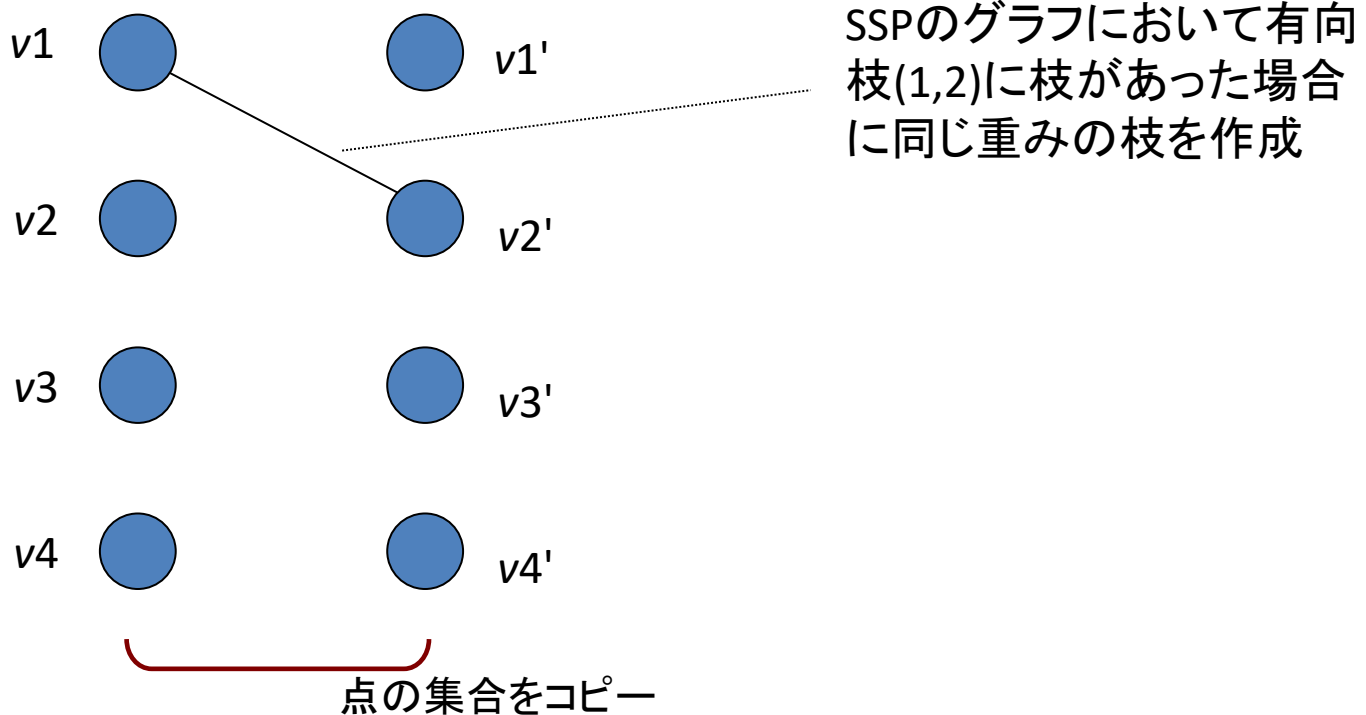 v1
v1'
SSPのグラフにおいて有向
枝(1,2)に枝があった場合
に同じ重みの枝を作成
v2
v2'
v3
v3'
v4
v4'
点の集合をコピー